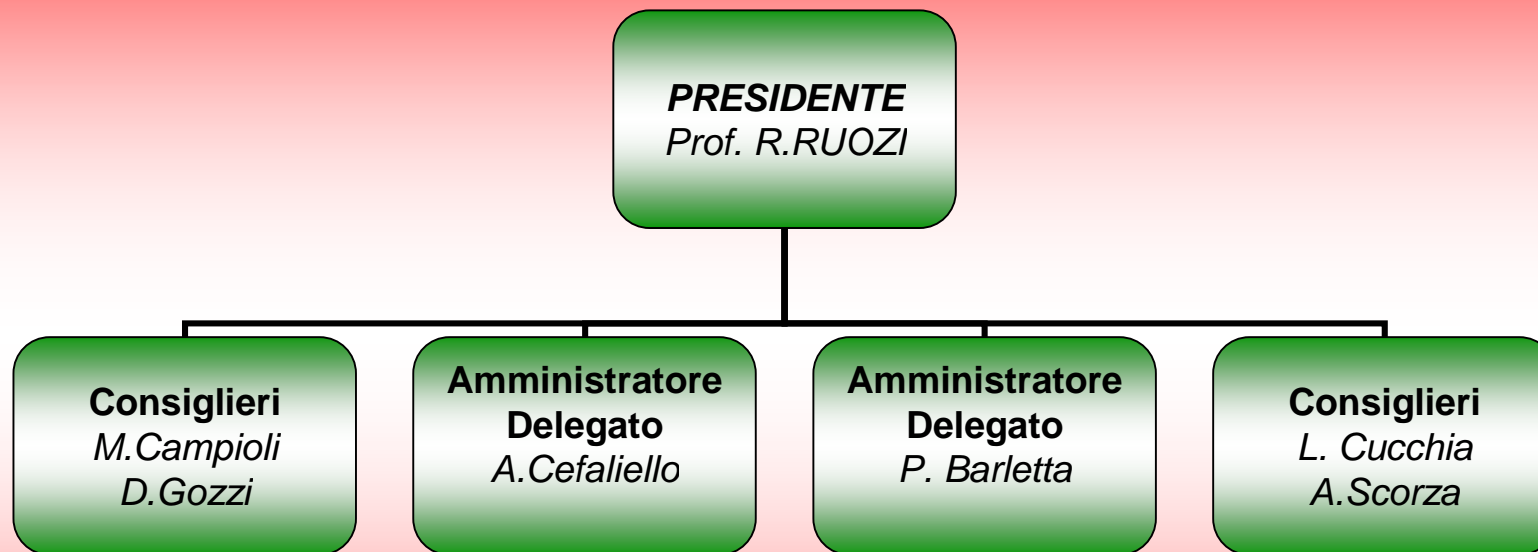 PRESIDENTE
Prof. R.RUOZI
Consiglieri
M.Campioli
D.Gozzi
Amministratore
Delegato
A.Cefaliello
Amministratore
Delegato
P. Barletta
Consiglieri
L. Cucchia
A.Scorza